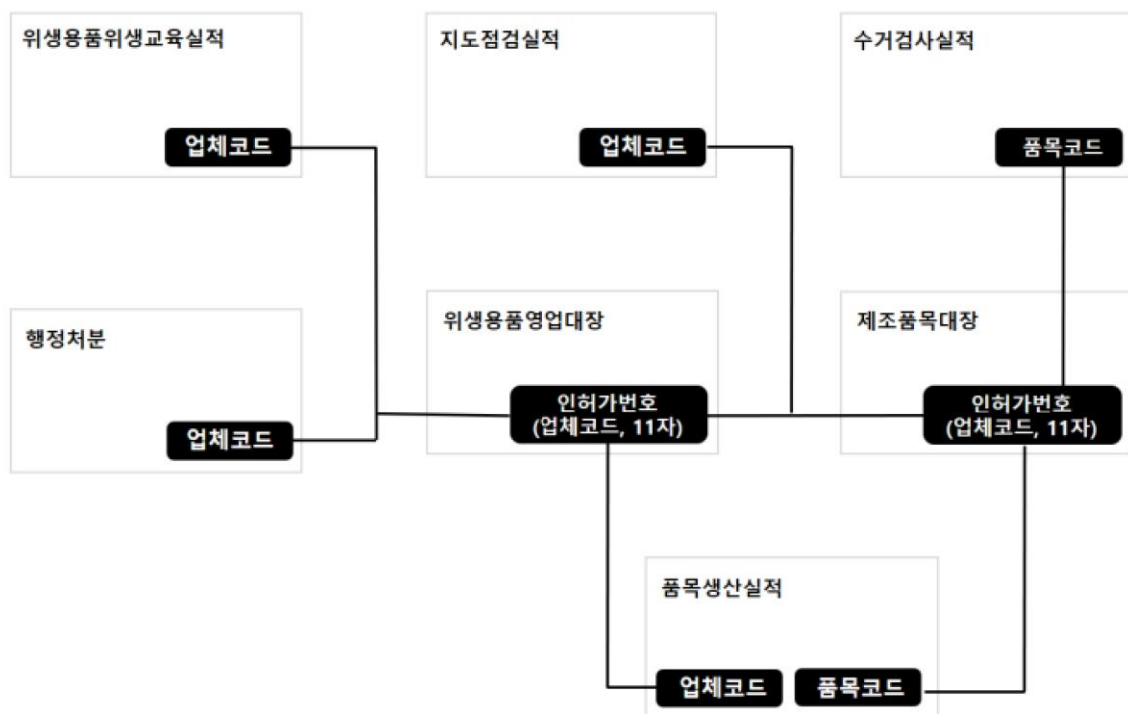 위생용품위생교육실적
업체코드
지도점검실적
업체코드
수거검사실적
품목코드
행정처분
업체코드
위생용품영업대장
인허가번호
(업체코드, 11자)
제조품목대장
인허가번호
(업체코드, 11자)
품목생산실적
업체코드
품목코드